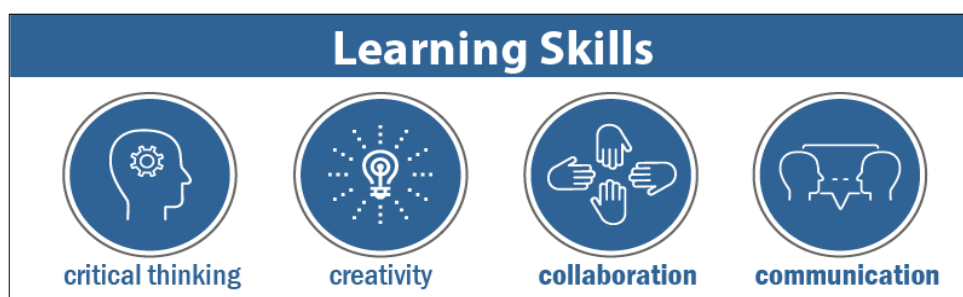 Learning Skills
critical thinking creativity collaboration communication